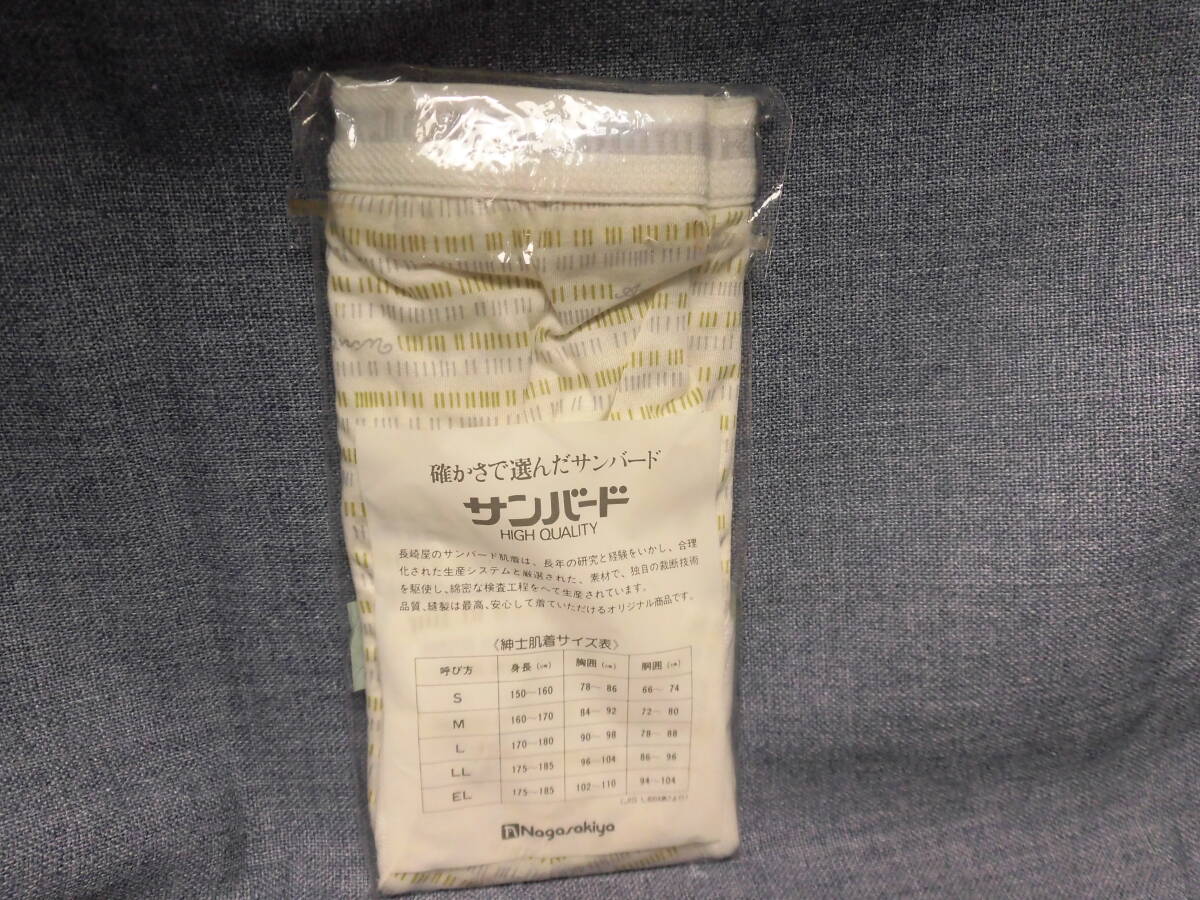 確かさで選んだサンバード
サンバード
HIGH QUALITY
長崎屋のサンバード肌着は、長年の研究と経験をいかし、合理
化された生産システムと厳選された、素材で、独自の裁断技術
を駆使し、綿密な検査工程をへて生産されています。
品質、縫製は最高、安心して着ていただけるオリジナル商品です。
《紳士肌着サイズ表》
呼び方 身長(cm) 胸囲(cm) 胴囲(cm)
S 150〜160 78〜86 66〜74
M 160〜170 84〜92 72〜80
L 170〜180 90〜98 78〜88
LL 175〜185 96〜104 86〜96
EL 175〜185 102〜110 94〜104
Nagasakiya